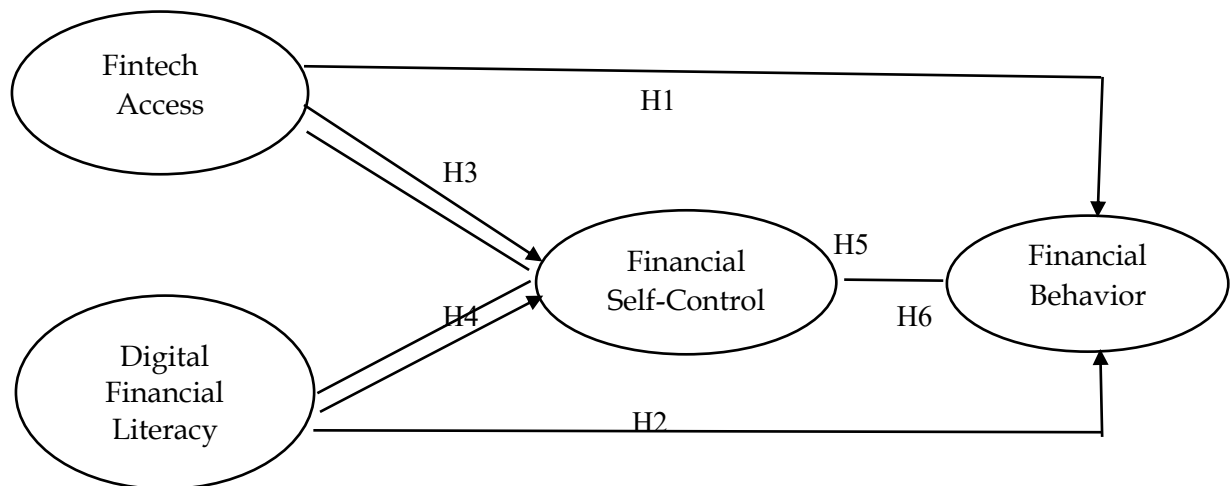 Fintech
Access
H1
H3
Financial
Self-Control
H5
Financial
Behavior
H6
H4
Digital
Financial
Literacy
H2